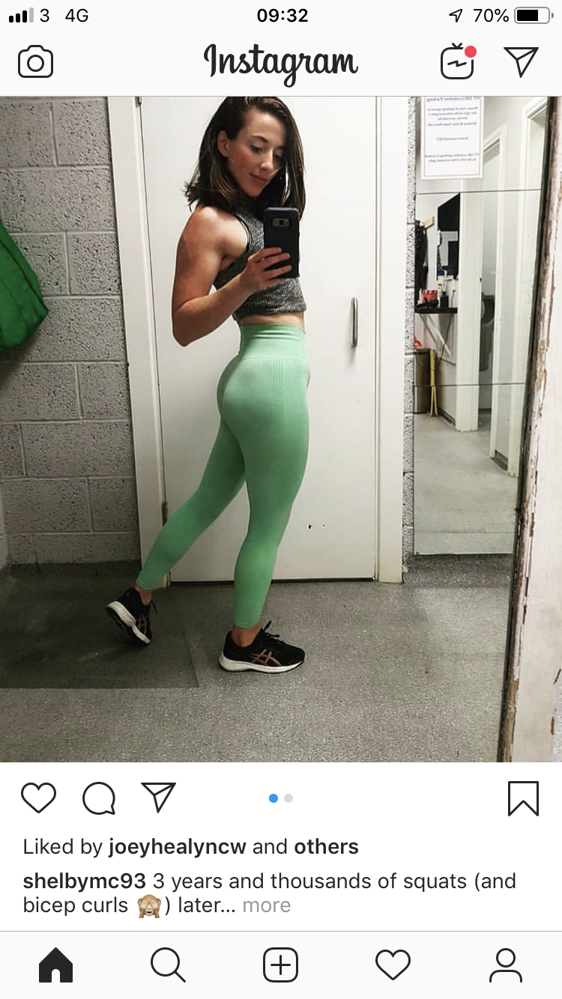 3 4G 09:32 70%
Instagram
Liked by joeyhealyncw and others
shelbymc93 3 years and thousands of squats (and
bicep curls 🙈) later... more